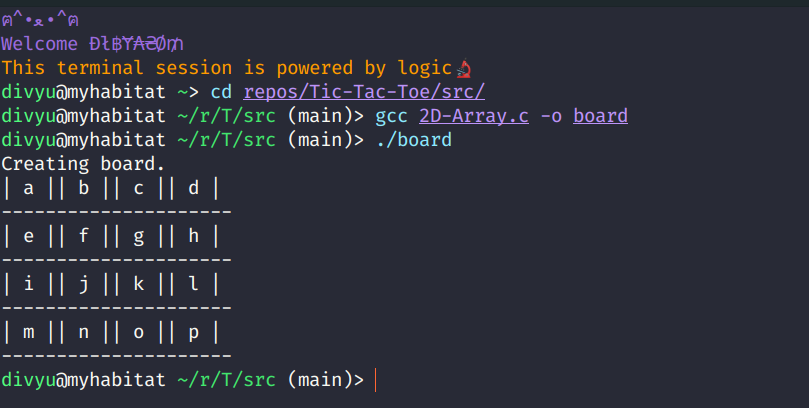 ฅ^•ﻌ•^ฅ
Welcome Đł฿Ɏ₳₴Ø₥
This terminal session is powered by logic
divyu@myhabitat ~> cd repos/Tic-Tac-Toe/src/
divyu@myhabitat ~/r/T/src (main)> gcc 2D-Array.c -o board
divyu@myhabitat ~/r/T/src (main)> ./board
Creating board.
| a || b || c || d |
---------------------
| e || f || g || h |
---------------------
| i || j || k || l |
---------------------
| m || n || o || p |
---------------------
divyu@myhabitat ~/r/T/src (main)>